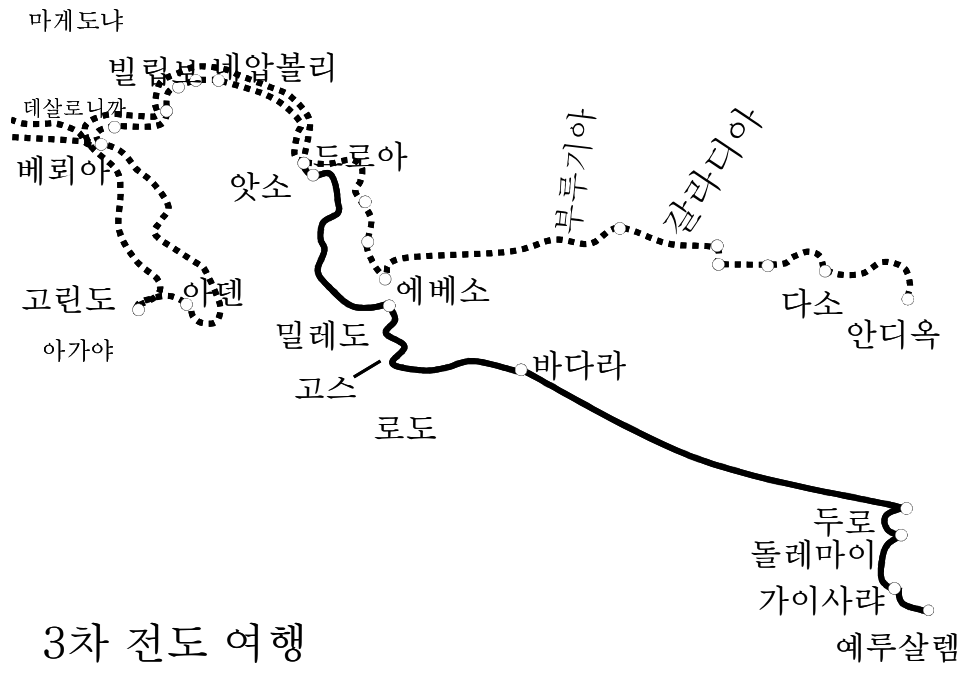 마게도냐
빌립보
네압볼리
데살로니까
베뢰아
드로아
앗소
부루기아
갈라디아
고린도
아덴
에베소
다소
안디옥
아가야
밀레도
고스
바다라
로도
두로
돌레마이
가이사랴
예루살렘
3차 전도 여행